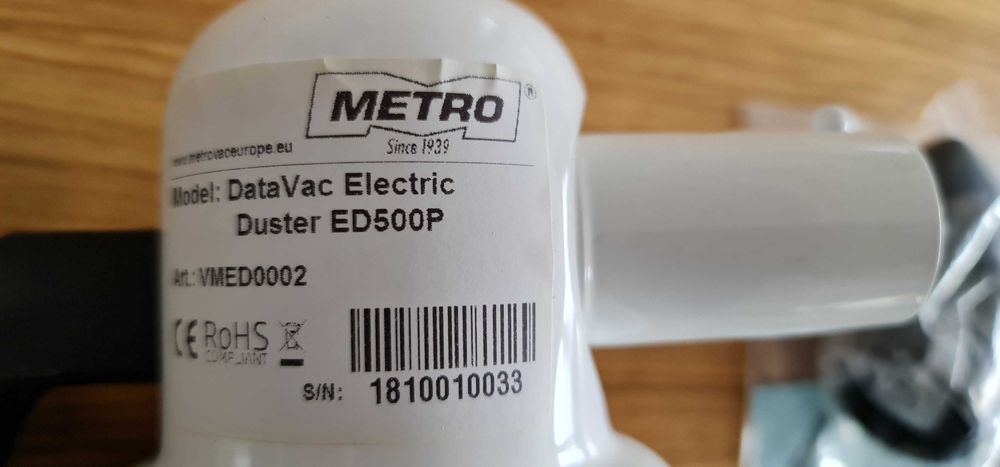 METRO®
Since 1939
www.metrovaceurope.eu
Model: DataVac Electric
Duster ED500P
Art.: VMED0002
CE RoHS
COMPLIANT
S/N: 1810010033